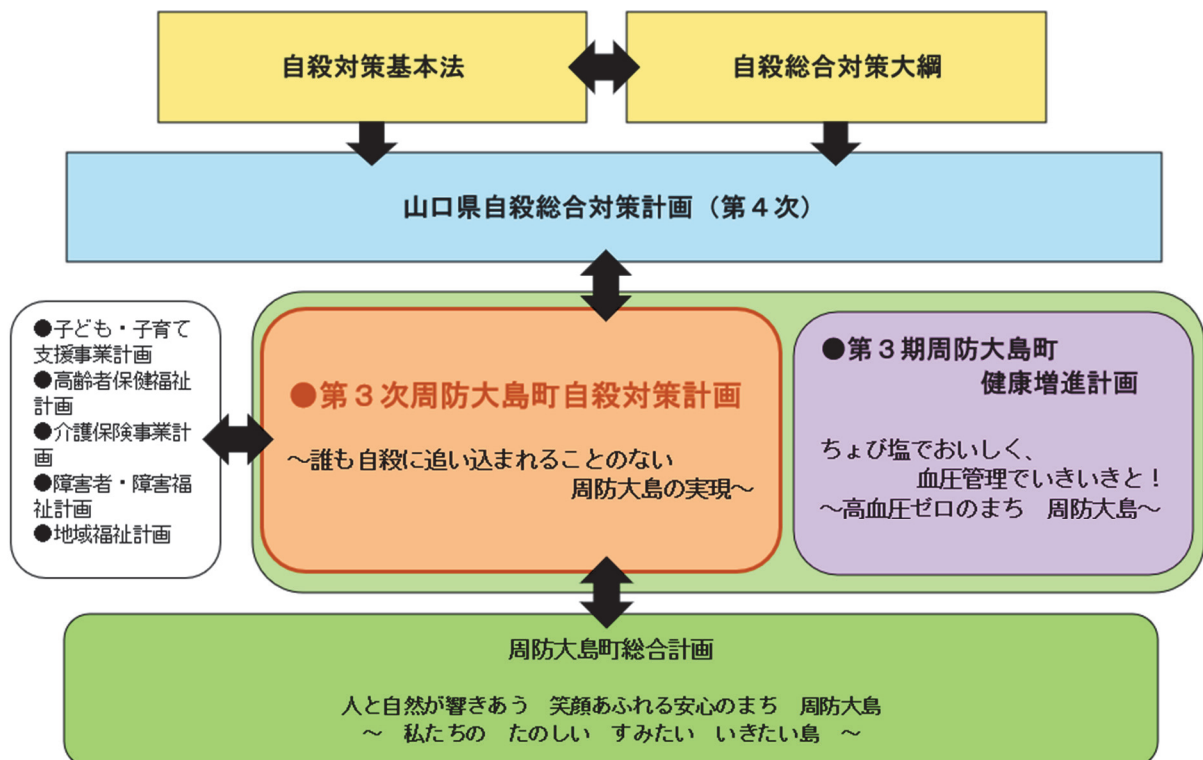 自殺対策基本法
自殺総合対策大綱
山口県自殺総合対策計画（第４次）
●子ども・子育て
支援事業計画
●高齢者保健福祉
計画
●介護保険事業計
画
●障害者・障害福
祉計画
●地域福祉計画
●第３次周防大島町自殺対策計画
～誰も自殺に追い込まれることのない
周防大島の実現～
●第３期周防大島町
健康増進計画
ちょび塩でおいしく、
血圧管理でいきいきと！
～高血圧ゼロのまち　周防大島～
周防大島町総合計画
人と自然が響きあう　笑顔あふれる安心のまち　周防大島
～　私たちの　たのしい　すみたい　いきたい島　～